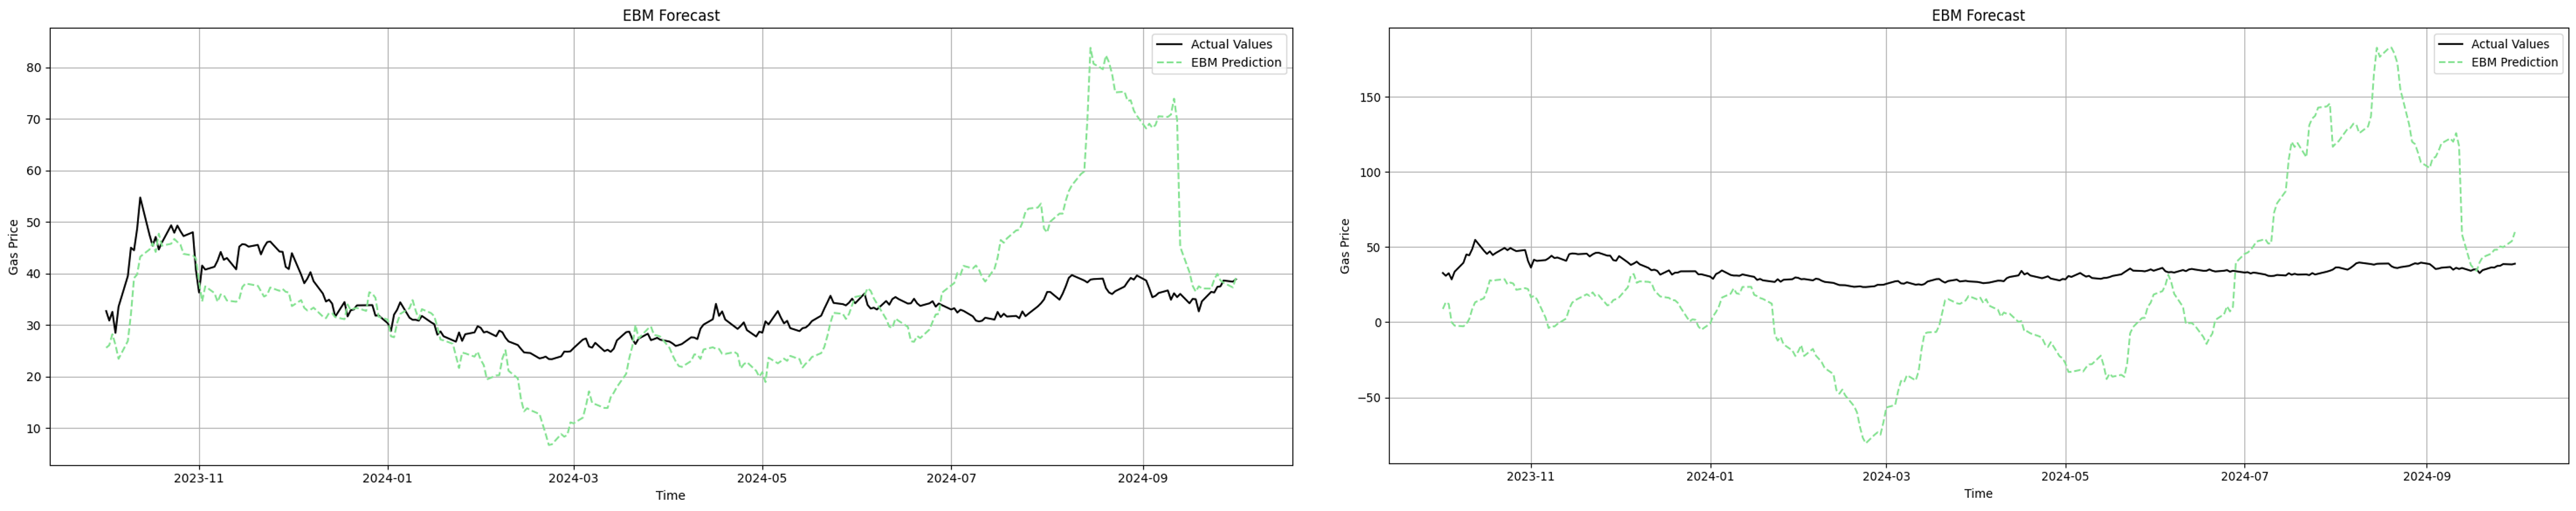 EBM Forecast
Actual Values
EBM Prediction
80
70
60
50
40
30
20
10
Gas Price
2023-11
2024-01
2024-03
2024-05
2024-07
2024-09
Time
EBM Forecast
Actual Values
EBM Prediction
150
100
50
0
−50
Gas Price
2023-11
2024-01
2024-03
2024-05
2024-07
2024-09
Time